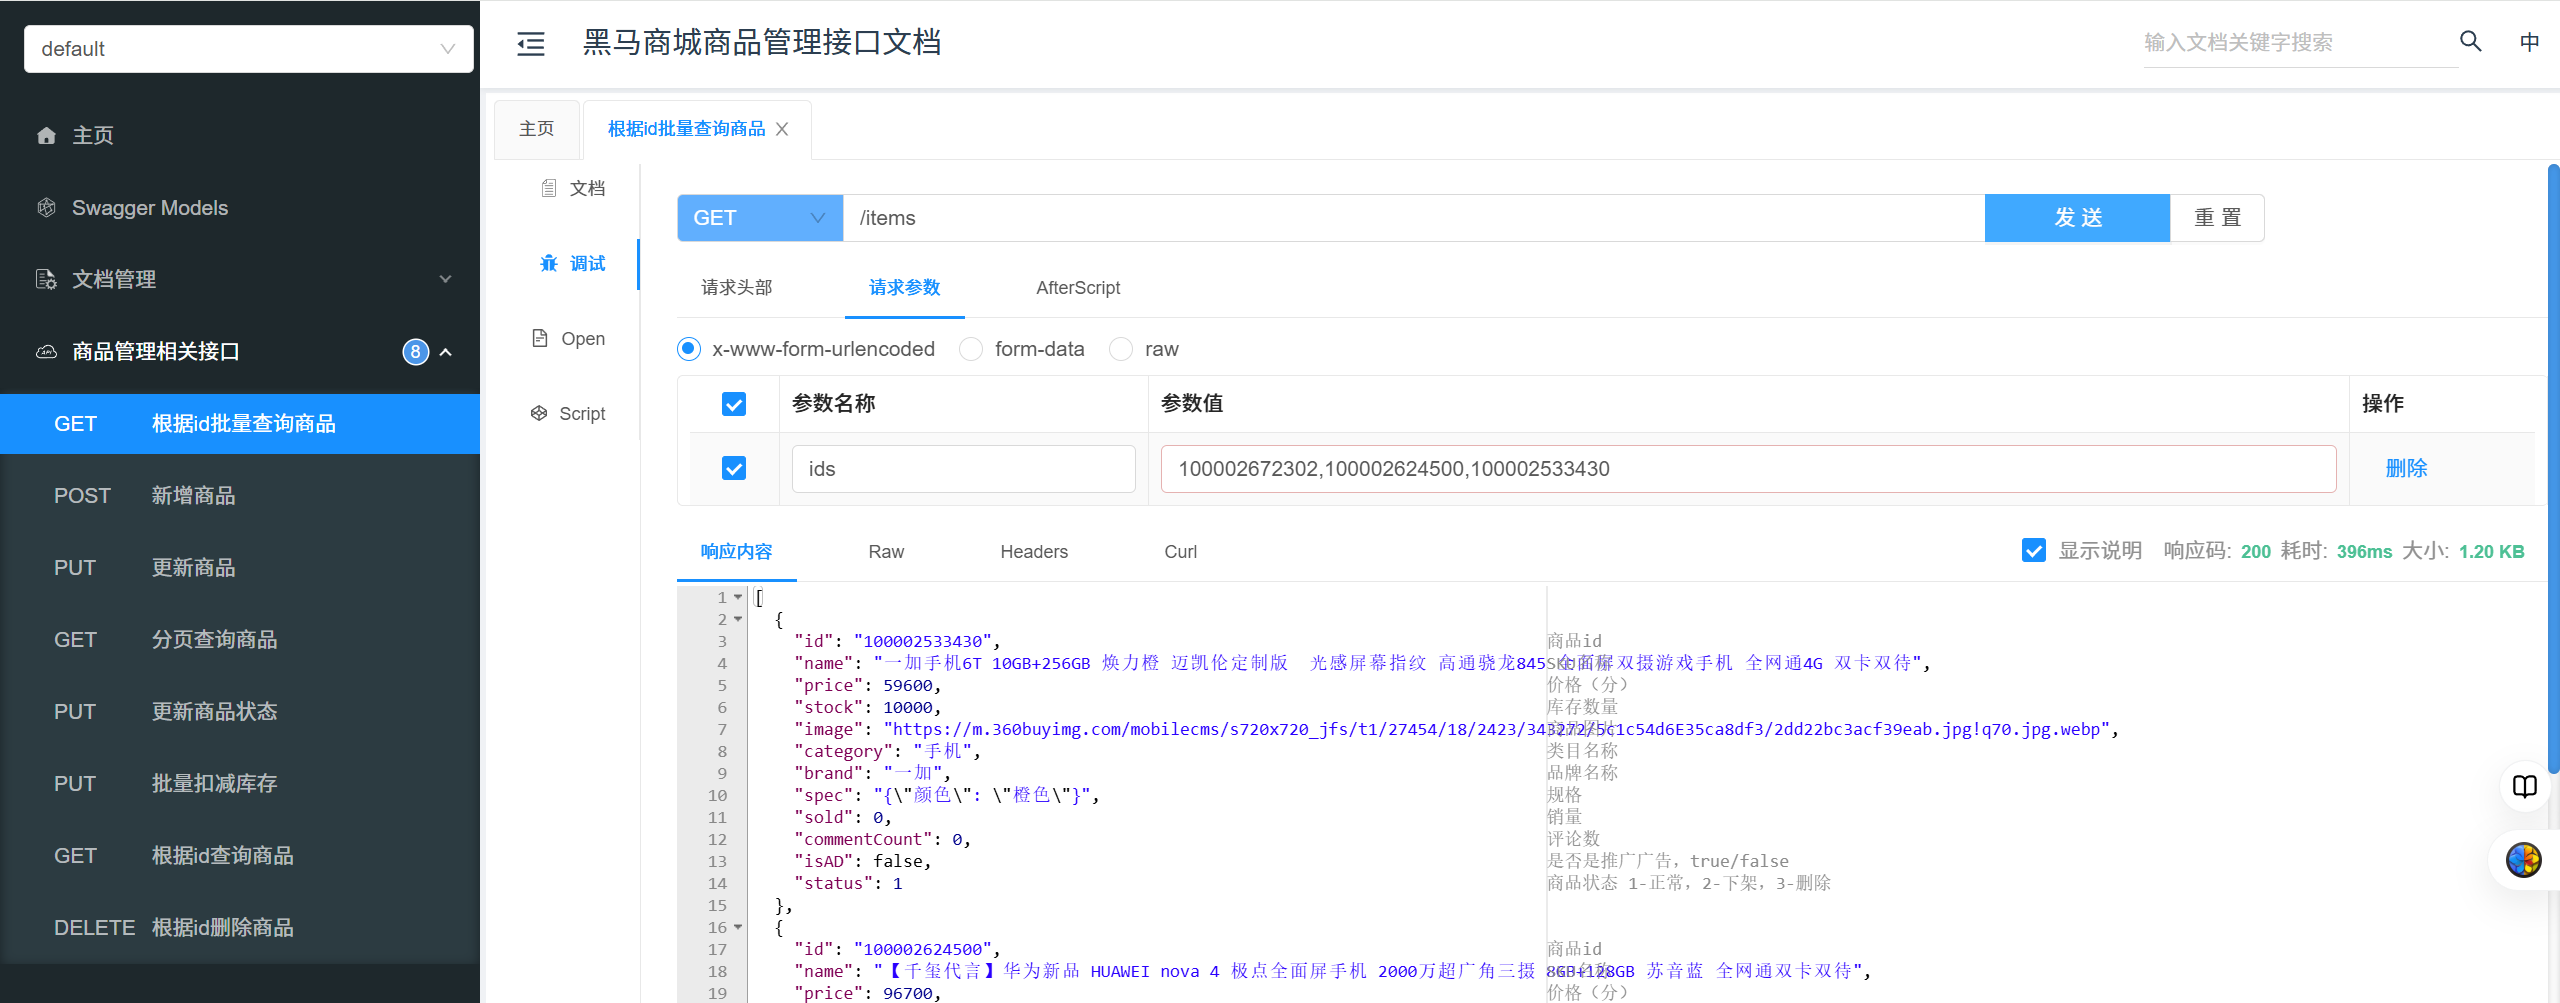 default
主页
Swagger Models
文档管理
商品管理相关接口 8
GET 根据id批量查询商品
POST 新增商品
PUT 更新商品
GET 分页查询商品
PUT 更新商品状态
PUT 批量扣减库存
GET 根据id查询商品
DELETE 根据id删除商品
黑马商城商品管理接口文档
输入文档关键字搜索
中
主页 根据id批量查询商品
文档
调试
Open
Script
GET /items 发 送 重 置
请求头部 请求参数 AfterScript
x-www-form-urlencoded form-data raw
参数名称 参数值 操作
ids 100002672302,100002624500,100002533430 删除
响应内容 Raw Headers Curl 显示说明 响应码: 200 耗时: 396ms 大小: 1.20 KB
1 [
2 {
3 "id": "100002533430", 商品id
4 "name": "一加手机6T 10GB+256GB 焕力橙 迈凯伦定制版 光感屏幕指纹 高通骁龙845 全面屏双摄游戏手机 全网通4G 双卡双待",
5 "price": 59600, 价格（分）
6 "stock": 10000, 库存数量
7 "image": "https://m.360buyimg.com/mobilecms/s720x720_jfs/t1/27454/18/2423/343272/5c1c54d6E35ca8df3/2dd22bc3acf39eab.jpg!q70.jpg.webp", 商品图片
8 "category": "手机", 类目名称
9 "brand": "一加", 品牌名称
10 "spec": "{\"颜色\": \"橙色\"}", 规格
11 "sold": 0, 销量
12 "commentCount": 0, 评论数
13 "isAD": false, 是否是推广广告，true/false
14 "status": 1 商品状态 1-正常，2-下架，3-删除
15 },
16 {
17 "id": "100002624500", 商品id
18 "name": "【千玺代言】华为新品 HUAWEI nova 4 极点全面屏手机 2000万超广角三摄 8GB+128GB 苏音蓝 全网通双卡双待",
19 "price": 96700, 价格（分）